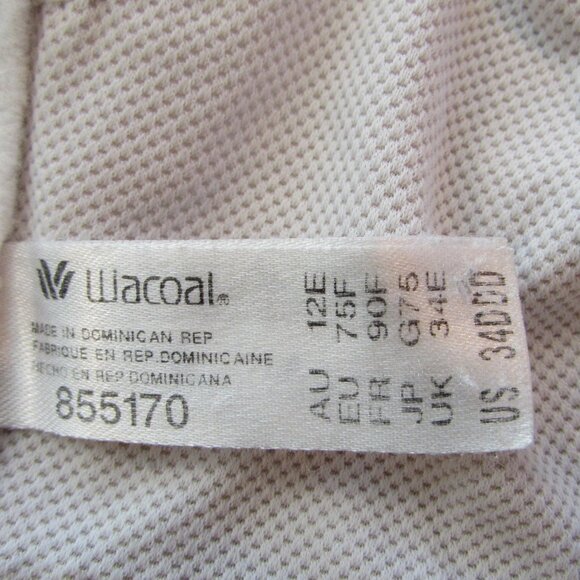 Wacoal®
MADE IN DOMINICAN REP
FABRIQUE EN REP.DOMINICAINE
HECHO EN REP DOMINICANA
855170
AU 12E
EU 75F
FR 90F
JP G75
UK 34E
US 34DDD